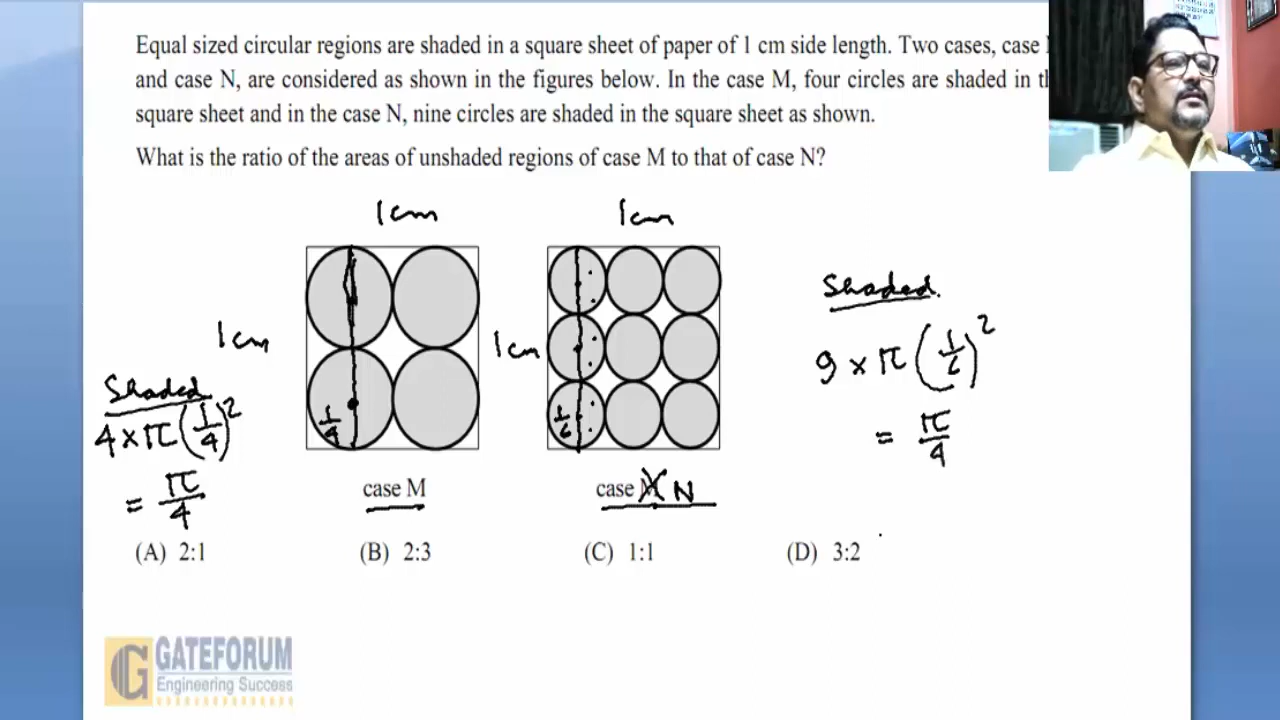 Equal sized circular regions are shaded in a square sheet of paper of 1 cm side length. Two cases, case
and case N, are considered as shown in the figures below. In the case M, four circles are shaded in
square sheet and in the case N, nine circles are shaded in the square sheet as shown.
What is the ratio of the areas of unshaded regions of case M to that of case N?
1cm
1cm
1cm
1cm
Shaded
4 × π (1/4)²
= π/4
1/4
1/6
Shaded.
9 × π (1/6)²
= π/4
case M
case N
(A) 2:1
(B) 2:3
(C) 1:1
(D) 3:2
GATEFORUM
Engineering Success